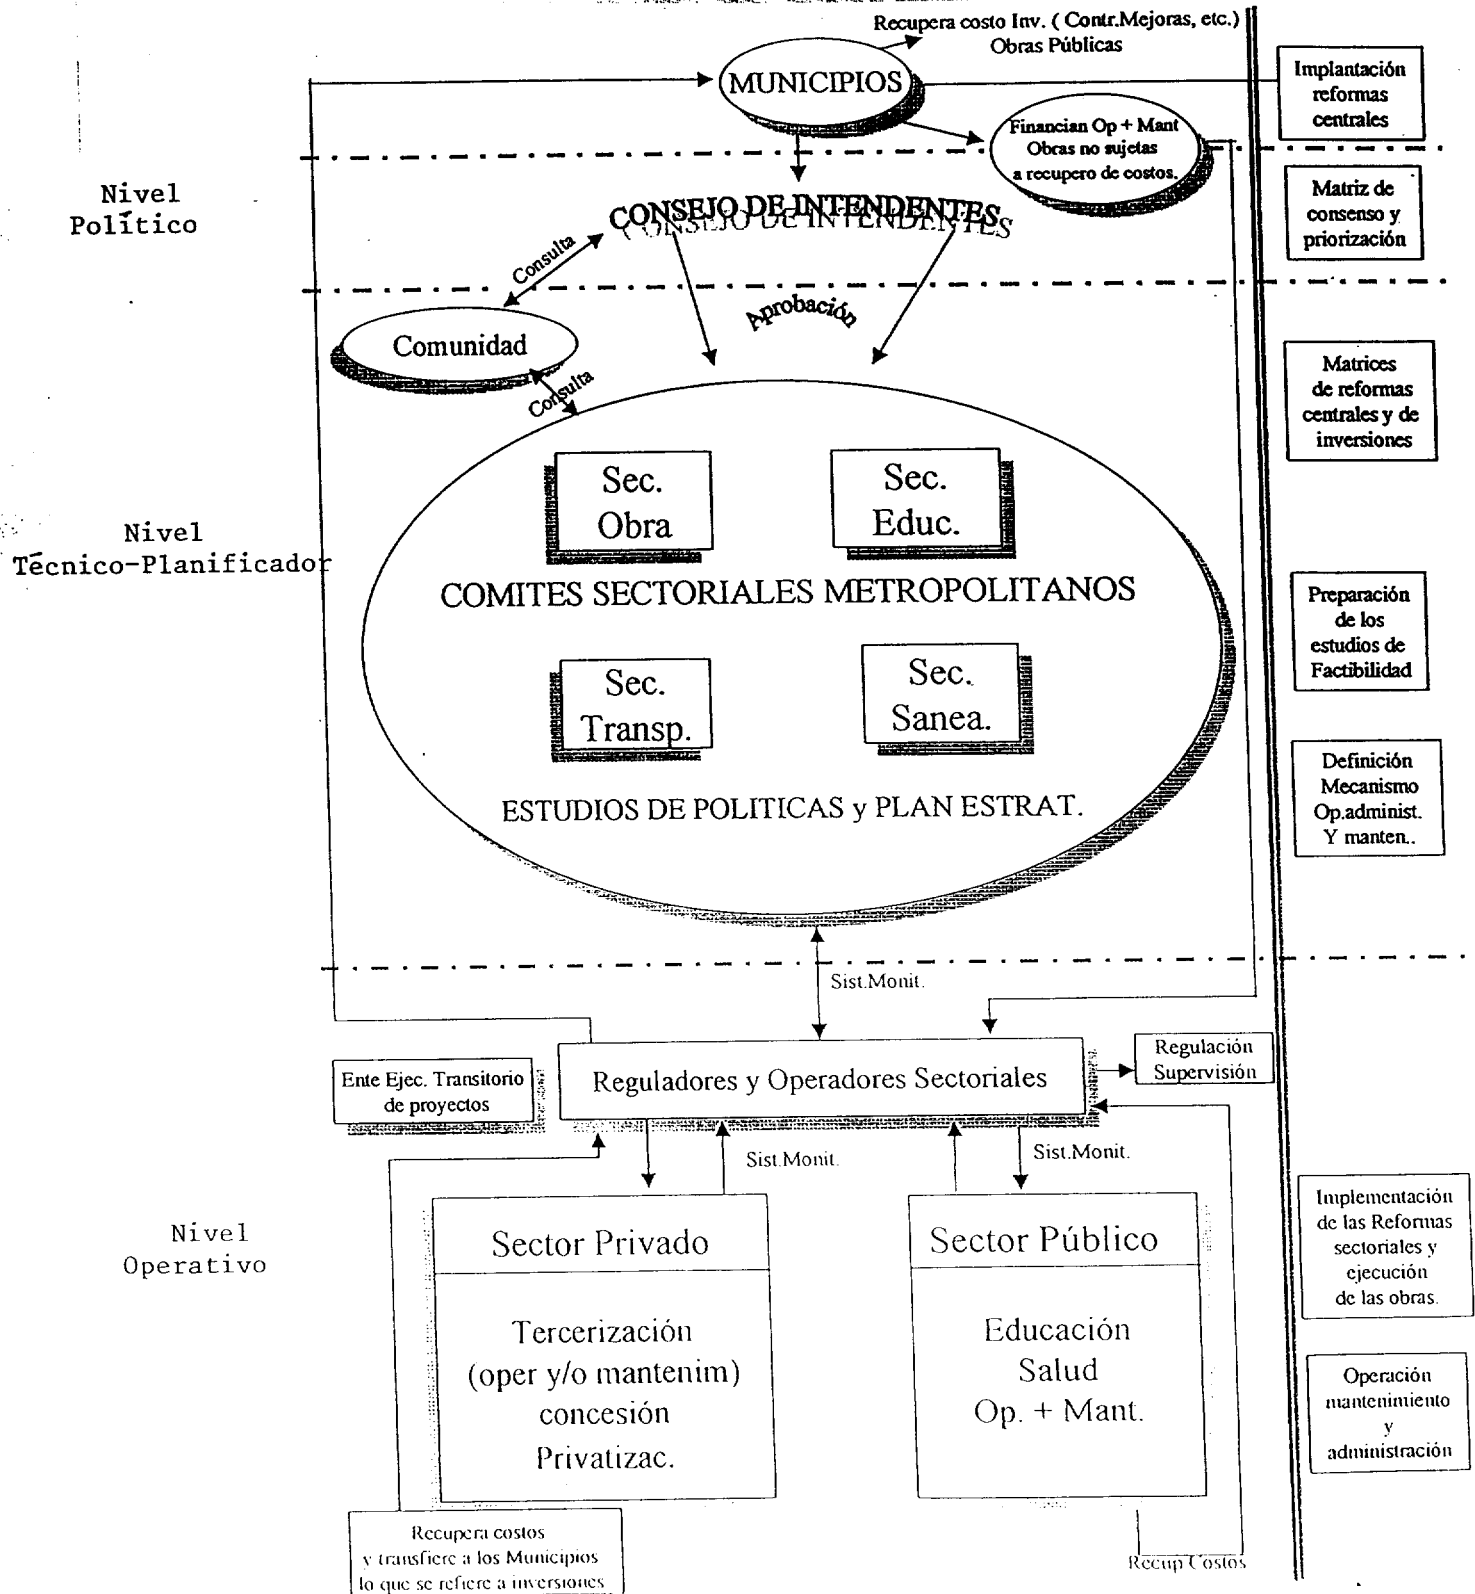 Recupera costo Inv. ( Contr.Mejoras, etc.)
Obras Públicas
MUNICIPIOS
Implantación
reformas
centrales
Financian Op + Mant
Obras no sujetas
a recupero de costos.
Nivel
Político
CONSEJO DE INTENDENTES
Matriz de
consenso y
priorización
Consulta
Aprobación
Comunidad
Consulta
Matrices
de reformas
centrales y de
inversiones
Nivel
Técnico-Planificador
Sec.
Obra
Sec.
Educ.
COMITES SECTORIALES METROPOLITANOS
Sec.
Transp.
Sec.
Sanea.
ESTUDIOS DE POLITICAS y PLAN ESTRAT.
Preparación
de los
estudios de
Factibilidad
Definición
Mecanismo
Op.administ.
Y manten..
Sist.Monit.
Ente Ejec. Transitorio
de proyectos
Reguladores y Operadores Sectoriales
Regulación
Supervisión
Sist.Monit.
Sist.Monit.
Nivel
Operativo
Sector Privado
Tercerización
(oper y/o mantenim)
concesión
Privatizac.
Sector Público
Educación
Salud
Op. + Mant.
Implementación
de las Reformas
sectoriales y
ejecución
de las obras.
Operación
mantenimiento
y
administración
Recupera costos
y transfiere a los Municipios
lo que se refiere a inversiones
Recup Costos